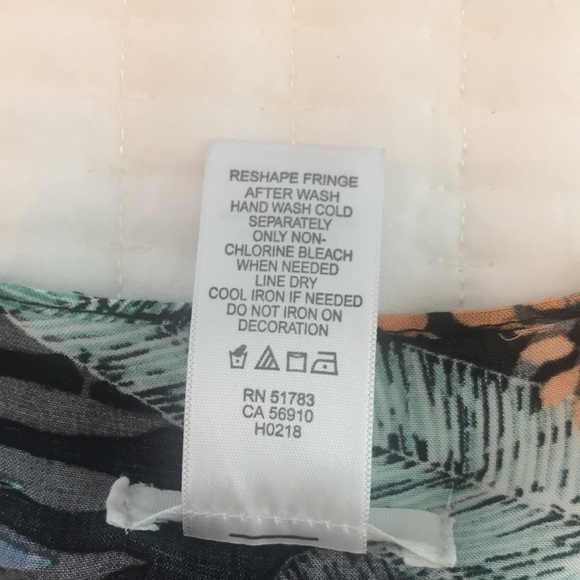 RESHAPE FRINGE
AFTER WASH
HAND WASH COLD
SEPARATELY
ONLY NON-
CHLORINE BLEACH
WHEN NEEDED
LINE DRY
COOL IRON IF NEEDED
DO NOT IRON ON
DECORATION
RN 51783
CA 56910
H0218